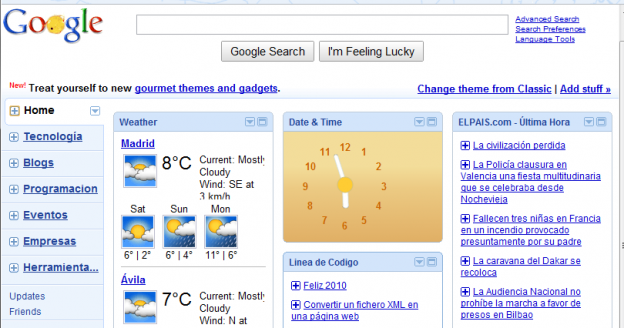 Google
Advanced Search
Search Preferences
Language Tools
Google Search I'm Feeling Lucky
New! Treat yourself to new gourmet themes and gadgets.
Change theme from Classic | Add stuff »
Home
Tecnología
Blogs
Programacion
Eventos
Empresas
Herramienta...
Updates
Friends
Weather
Madrid
8°C
Current: Mostly
Cloudy
Wind: SE at
3 km/h
Sat Sun Mon
6° | 2° 6° | 4° 11° | 6°
Ávila
7°C
Current: Mostly
Cloudy
Wind: N at
Date & Time
12
11 1
10 2
9 3
8 4
7 5
6
Linea de Codigo
Feliz 2010
Convertir un fichero XML en
una página web
ELPAIS.com - Última Hora
La civilización perdida
La Policía clausura en
Valencia una fiesta multitudinaria
que se celebraba desde
Nochevieja
Fallecen tres niñas en Francia
en un incendio provocado
presuntamente por su padre
La caravana del Dakar se
recoloca
La Audiencia Nacional no
prohíbe la marcha a favor de
presos en Bilbao